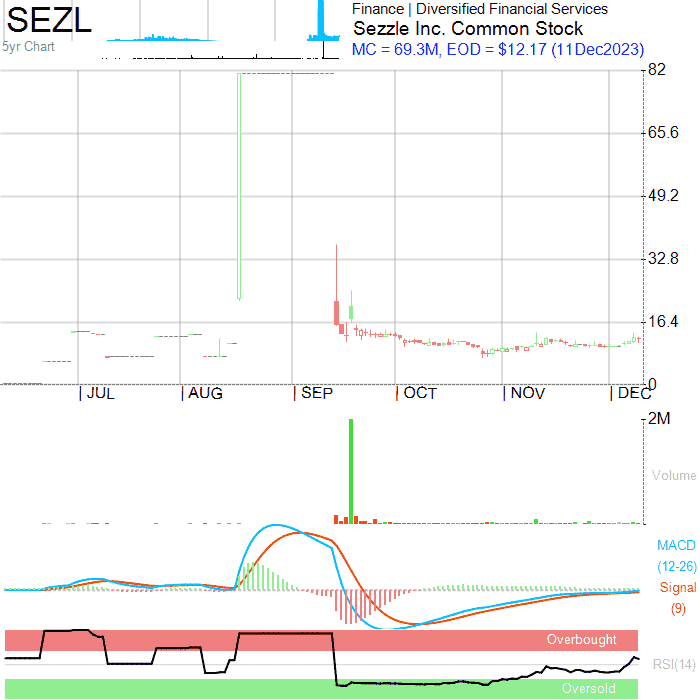 SEZL
5yr Chart
Finance | Diversified Financial Services
Sezzle Inc. Common Stock
MC = 69.3M, EOD = $12.17 (11Dec2023)
82
65.6
49.2
32.8
16.4
0
| JUL | AUG | SEP | OCT | NOV | DEC
2M
Volume
MACD
(12-26)
Signal
(9)
Overbought
RSI(14)
Oversold